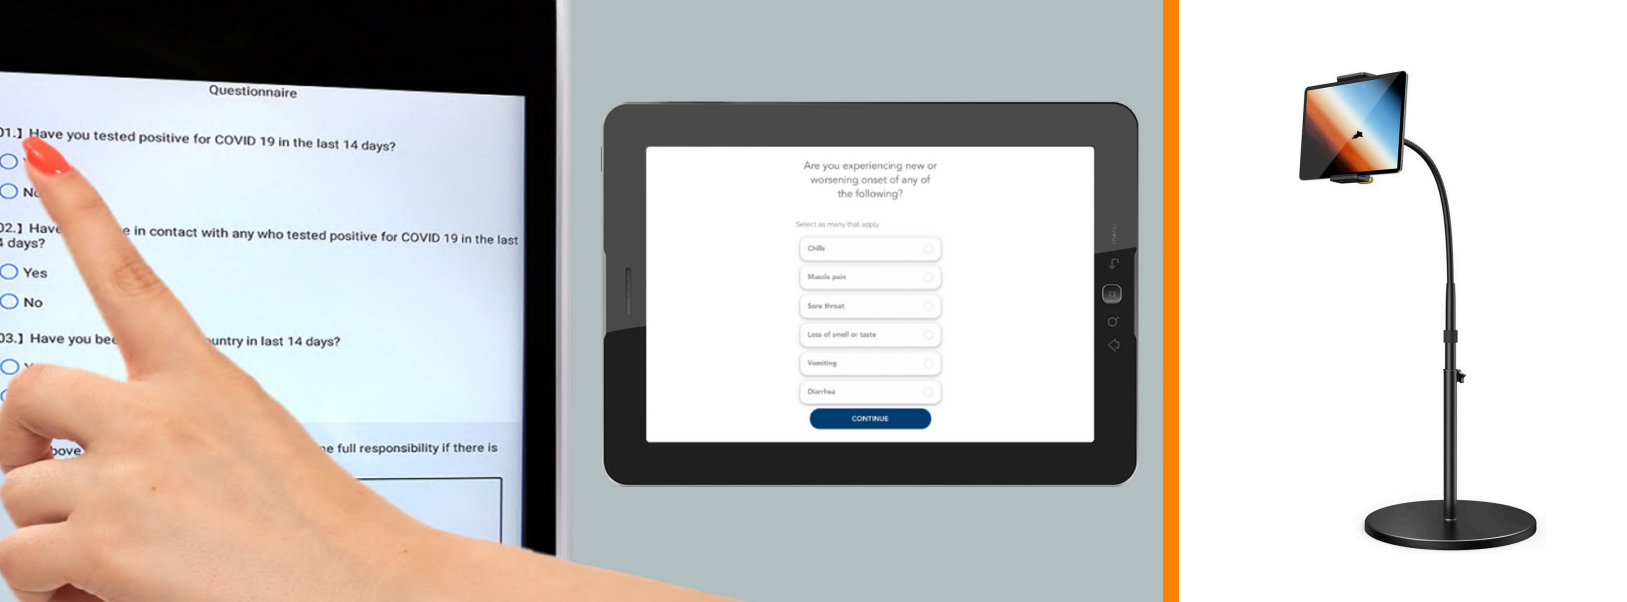 Questionnaire
01.] Have you tested positive for COVID 19 in the last 14 days?
No
02.] Have
e in contact with any who tested positive for COVID 19 in the last
4 days?
Yes
No
03.] Have you bee
untry in last 14 days?
bove
e full responsibility if there is
Are you experiencing new or
worsening onset of any of
the following?
Select as many that apply
Chills
Muscle pain
Sore throat
Loss of smell or taste
Vomiting
Diarrhea
CONTINUE
menu